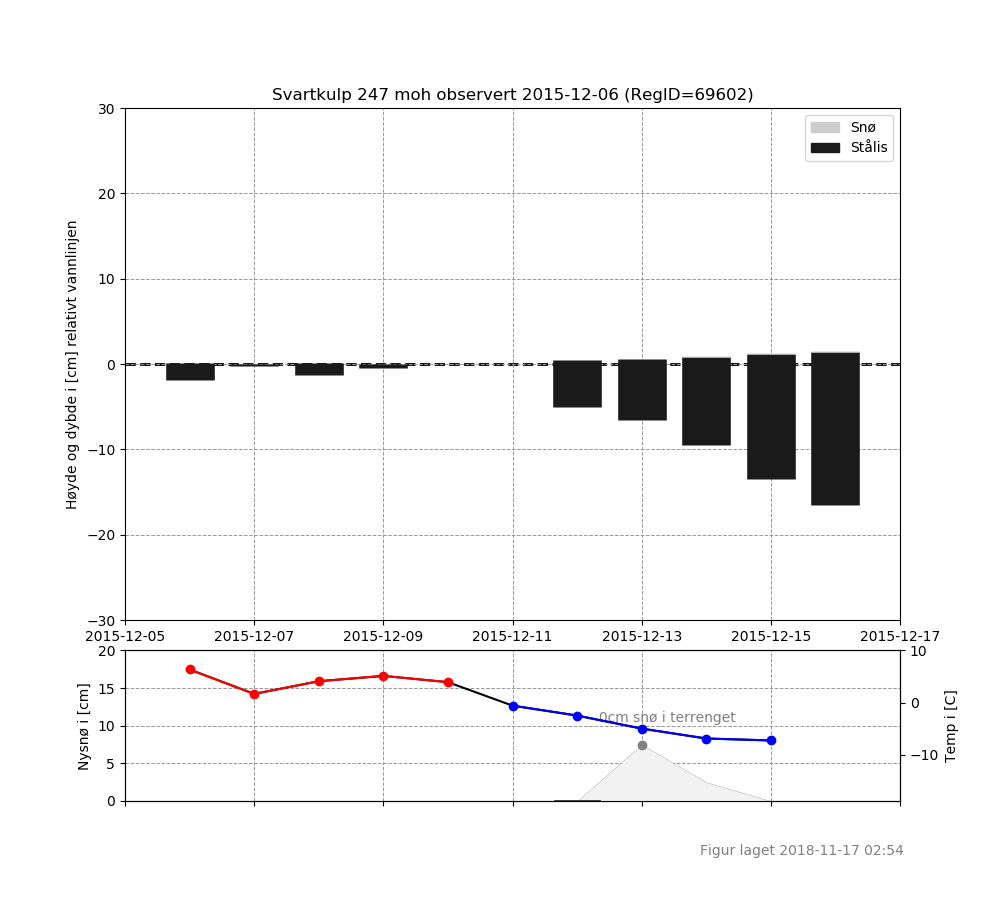 Svartkulp 247 moh observert 2015-12-06 (RegID=69602)
Snø
Stålis
Høyde og dybde i [cm] relativt vannlinjen
30
20
10
0
−10
−20
−30
2015-12-05 2015-12-07 2015-12-09 2015-12-11 2015-12-13 2015-12-15 2015-12-17
Nysnø i [cm]
20
15
10
5
0
0cm snø i terrenget
10
0
−10
Temp i [C]
Figur laget 2018-11-17 02:54